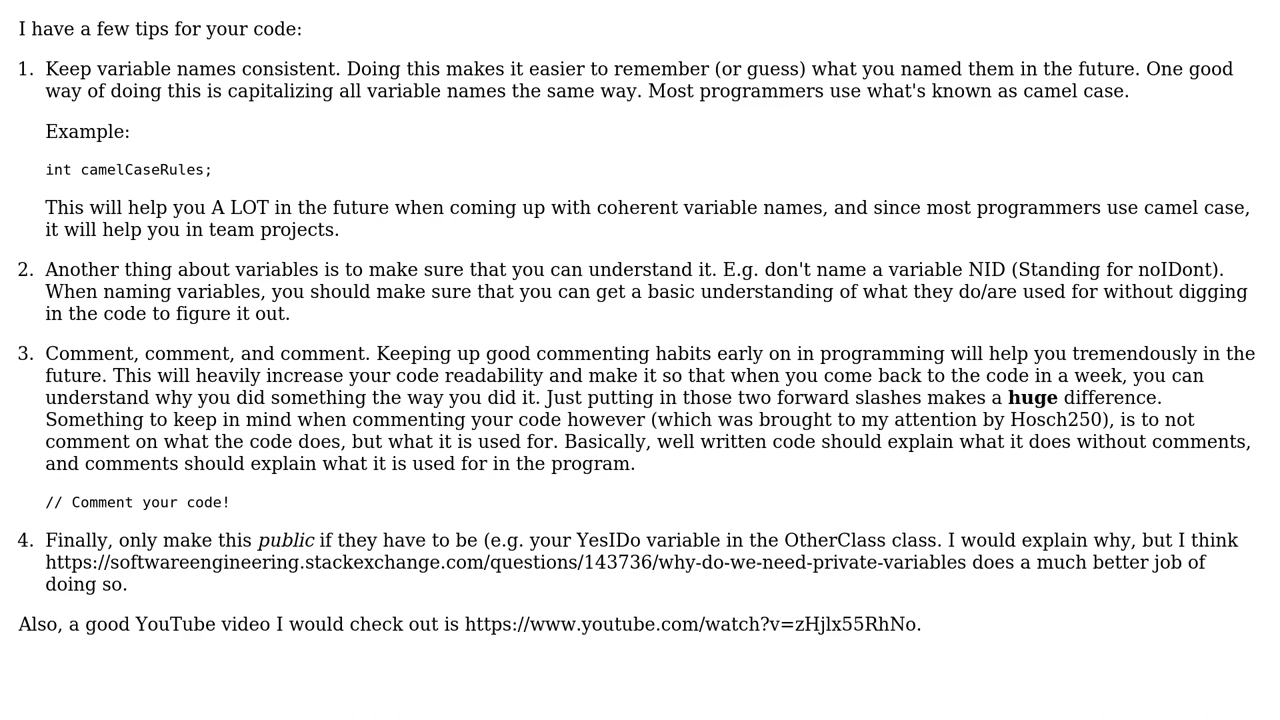 I have a few tips for your code:
1. Keep variable names consistent. Doing this makes it easier to remember (or guess) what you named them in the future. One good
way of doing this is capitalizing all variable names the same way. Most programmers use what's known as camel case.
Example:
int camelCaseRules;
This will help you A LOT in the future when coming up with coherent variable names, and since most programmers use camel case,
it will help you in team projects.
2. Another thing about variables is to make sure that you can understand it. E.g. don't name a variable NID (Standing for noIDont).
When naming variables, you should make sure that you can get a basic understanding of what they do/are used for without digging
in the code to figure it out.
3. Comment, comment, and comment. Keeping up good commenting habits early on in programming will help you tremendously in the
future. This will heavily increase your code readability and make it so that when you come back to the code in a week, you can
understand why you did something the way you did it. Just putting in those two forward slashes makes a huge difference.
Something to keep in mind when commenting your code however (which was brought to my attention by Hosch250), is to not
comment on what the code does, but what it is used for. Basically, well written code should explain what it does without comments,
and comments should explain what it is used for in the program.
// Comment your code!
4. Finally, only make this public if they have to be (e.g. your YesIDo variable in the OtherClass class. I would explain why, but I think
https://softwareengineering.stackexchange.com/questions/143736/why-do-we-need-private-variables does a much better job of
doing so.
Also, a good YouTube video I would check out is https://www.youtube.com/watch?v=zHjlx55RhNo.